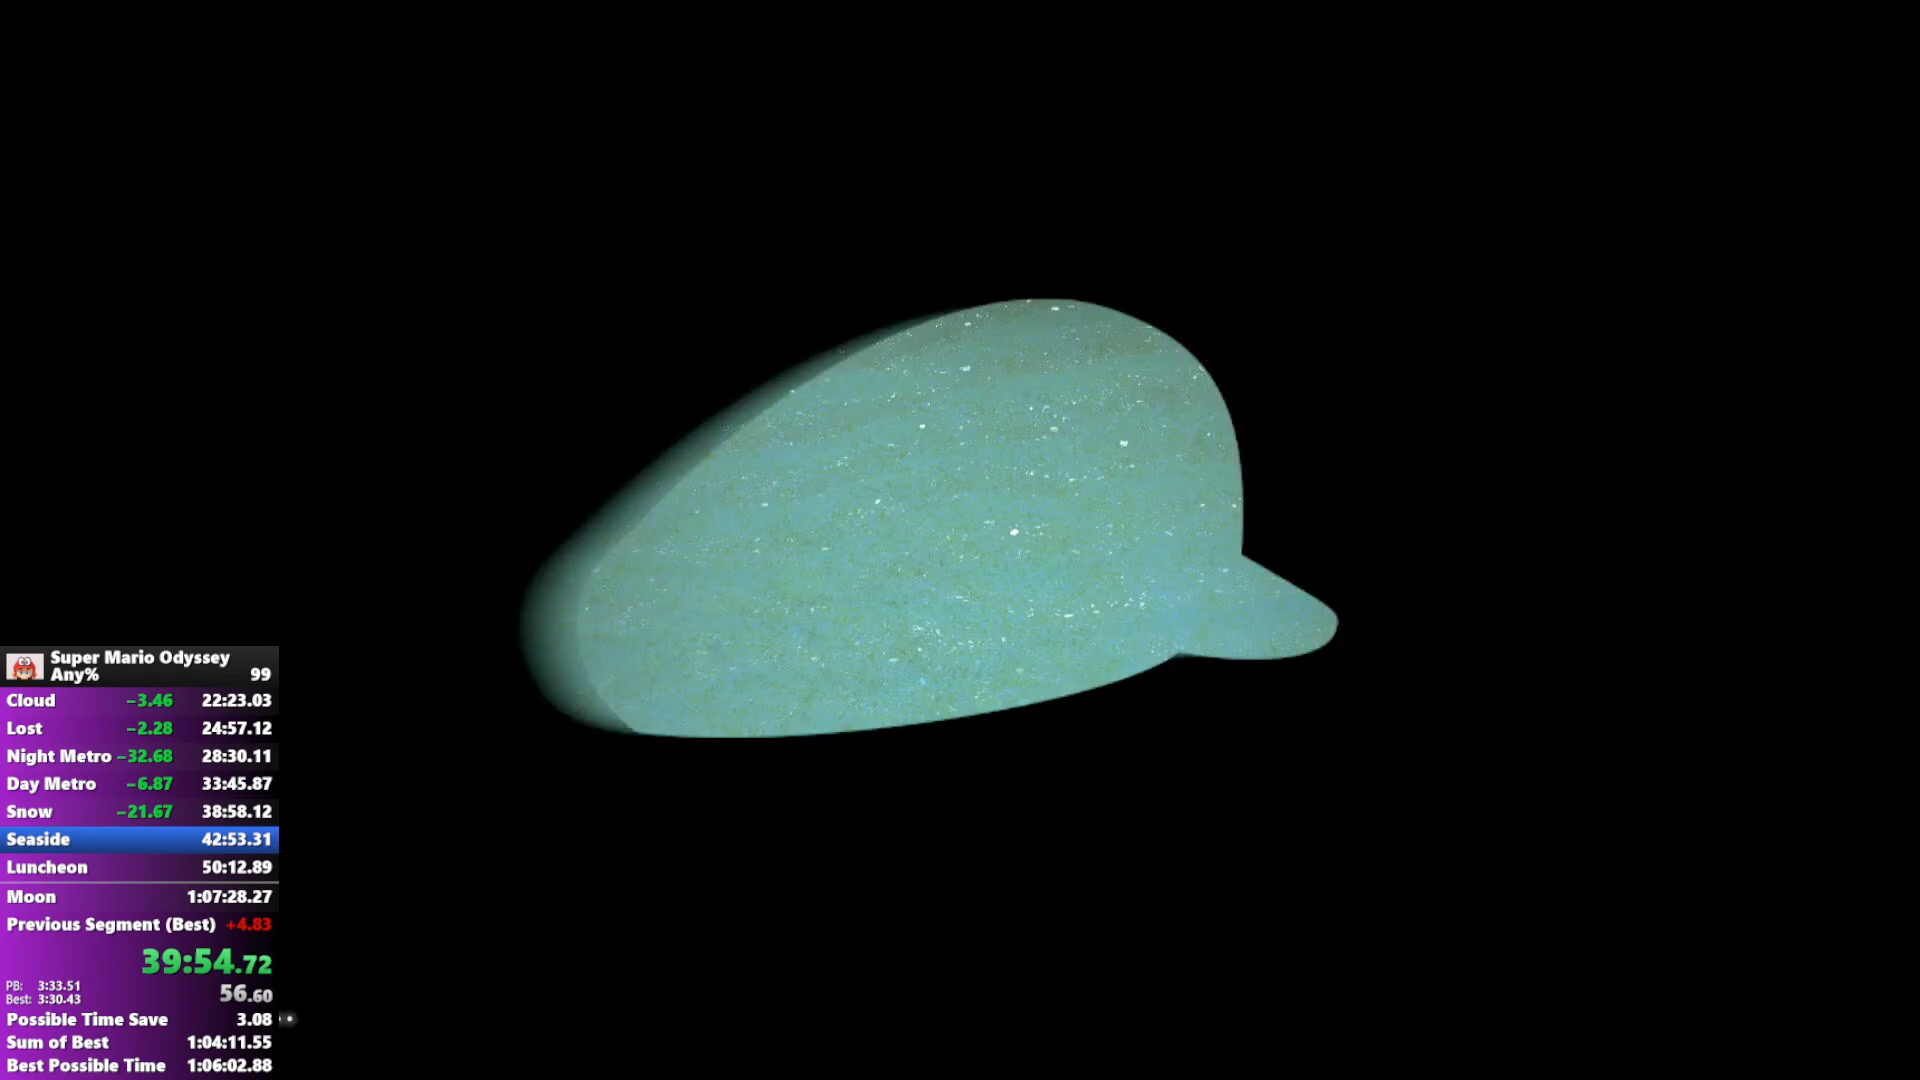 Super Mario Odyssey
Any% 99
Cloud −3.46 22:23.03
Lost −2.28 24:57.12
Night Metro −32.68 28:30.11
Day Metro −6.87 33:45.87
Snow −21.67 38:58.12
Seaside 42:53.31
Luncheon 50:12.89
Moon 1:07:28.27
Previous Segment (Best) +4.83
39:54.72
PB: 3:33.51
Best: 3:30.43
56.60
Possible Time Save 3.08
Sum of Best 1:04:11.55
Best Possible Time 1:06:02.88